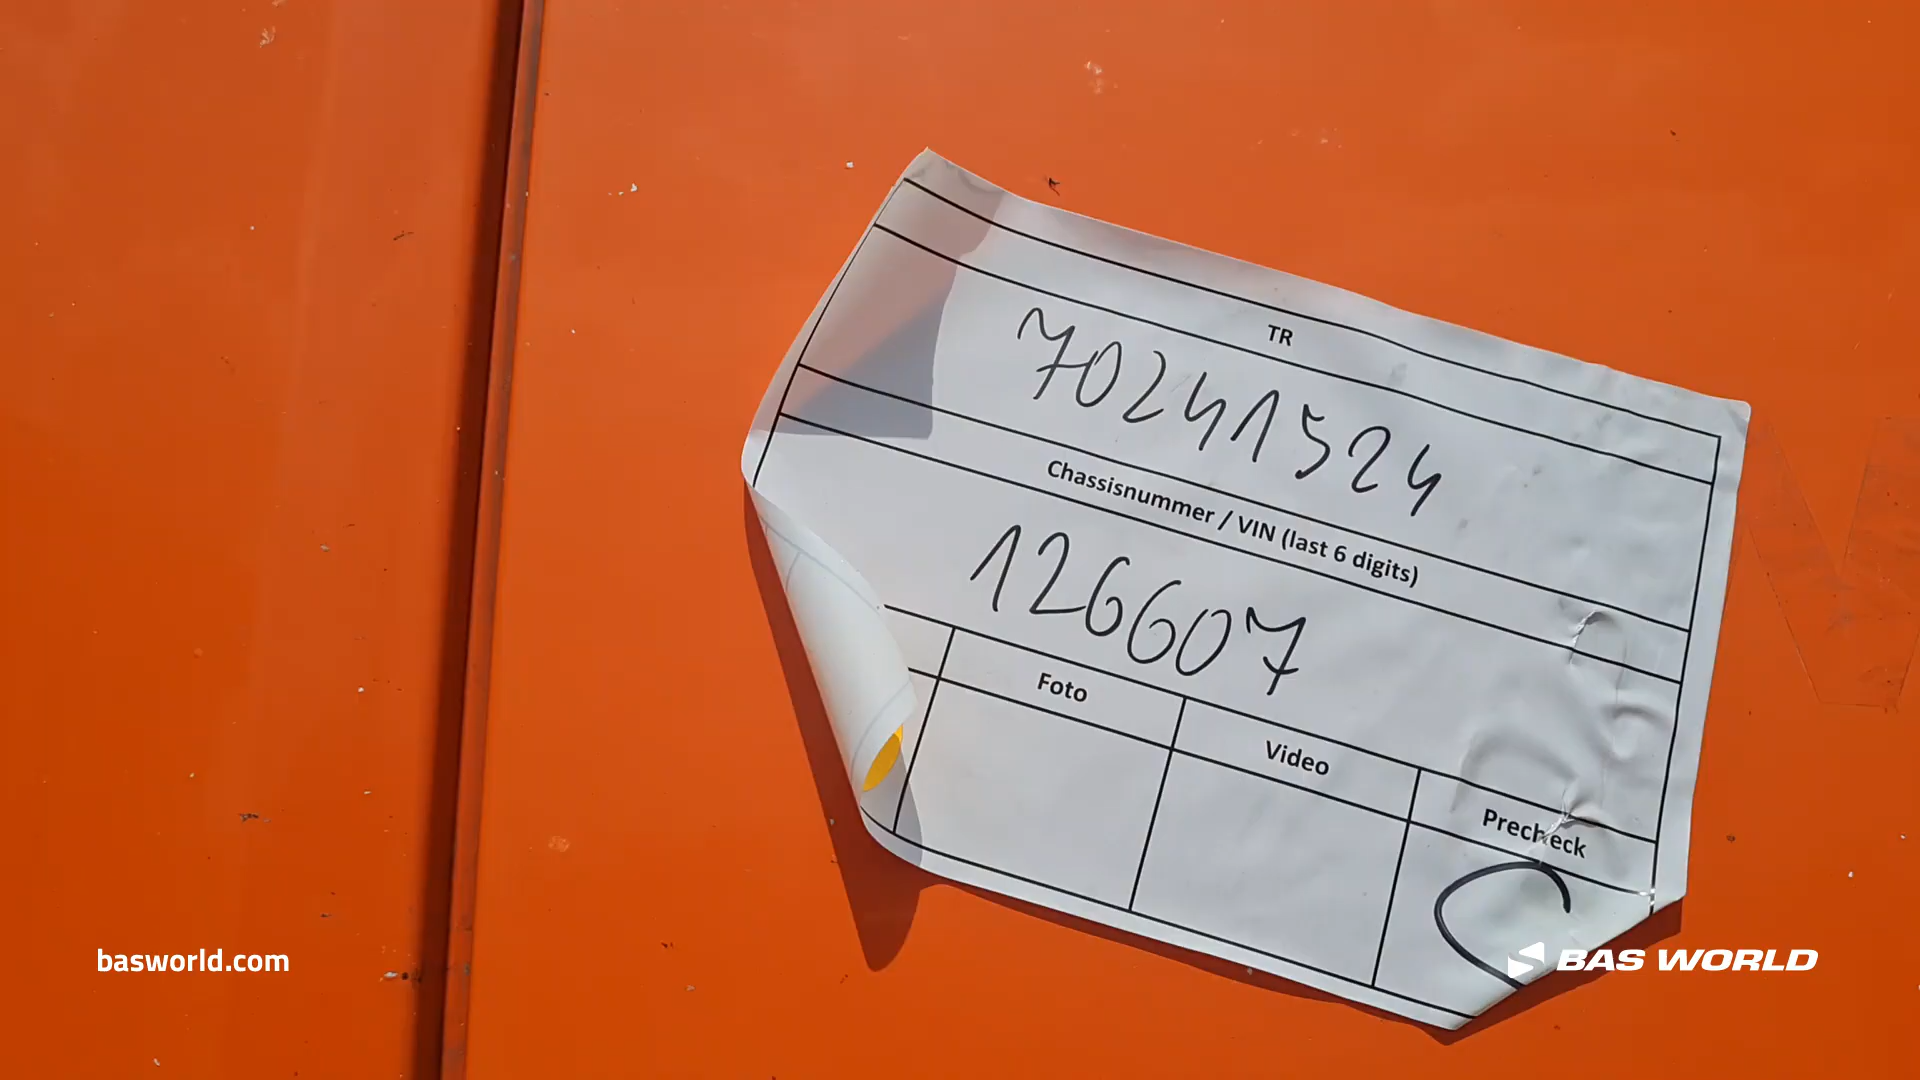 TR
70241524
Chassisnummer / VIN (last 6 digits)
126607
Foto
Video
Precheck
basworld.com
BAS WORLD